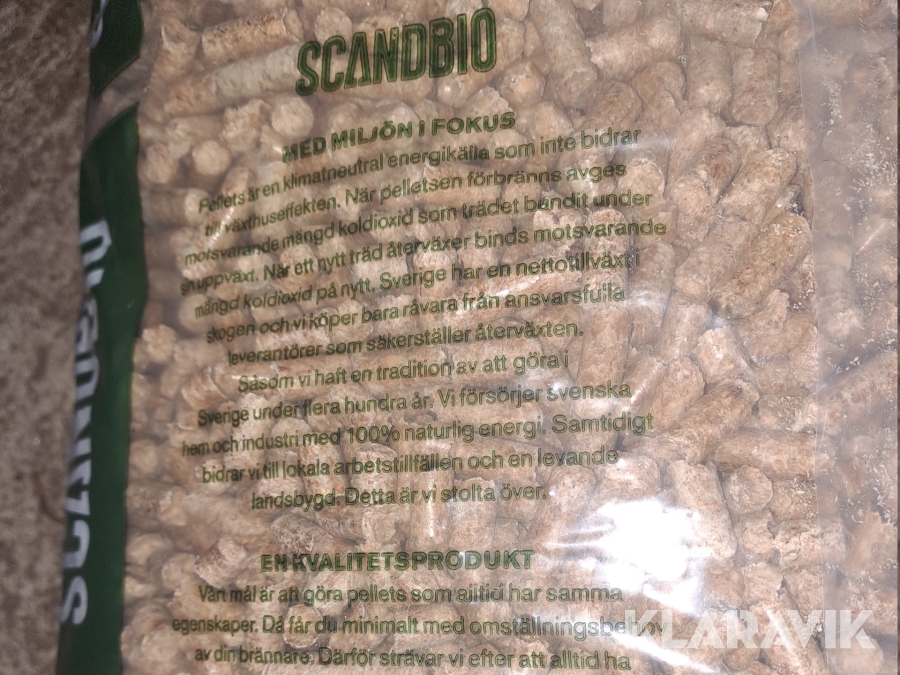 SCANDBIO
MED MILJÖN I FOKUS
Pellets är en klimatneutral energikälla som inte bidrar
till växthuseffekten. När pelletsen förbränns avges
motsvarande mängd koldioxid som trädet bundit under
sin uppväxt. När ett nytt träd återväxer binds motsvarande
mängd koldioxid på nytt. Sverige har en nettotillväxt i
skogen och vi köper bara råvara från ansvarsfulla
leverantörer som säkerställer återväxten.
Såsom vi haft en tradition av att göra i
Sverige under flera hundra år. Vi försörjer svenska
hem och industri med 100% naturlig energi. Samtidigt
bidrar vi till lokala arbetstillfällen och en levande
landsbygd. Detta är vi stolta över.
EN KVALITETSPRODUKT
Vårt mål är att göra pellets som alltid har samma
egenskaper. Då får du minimalt med omställningsbehov
av din brännare. Därför strävar vi efter att alltid ha
SCANDBIO
KLARAVIK